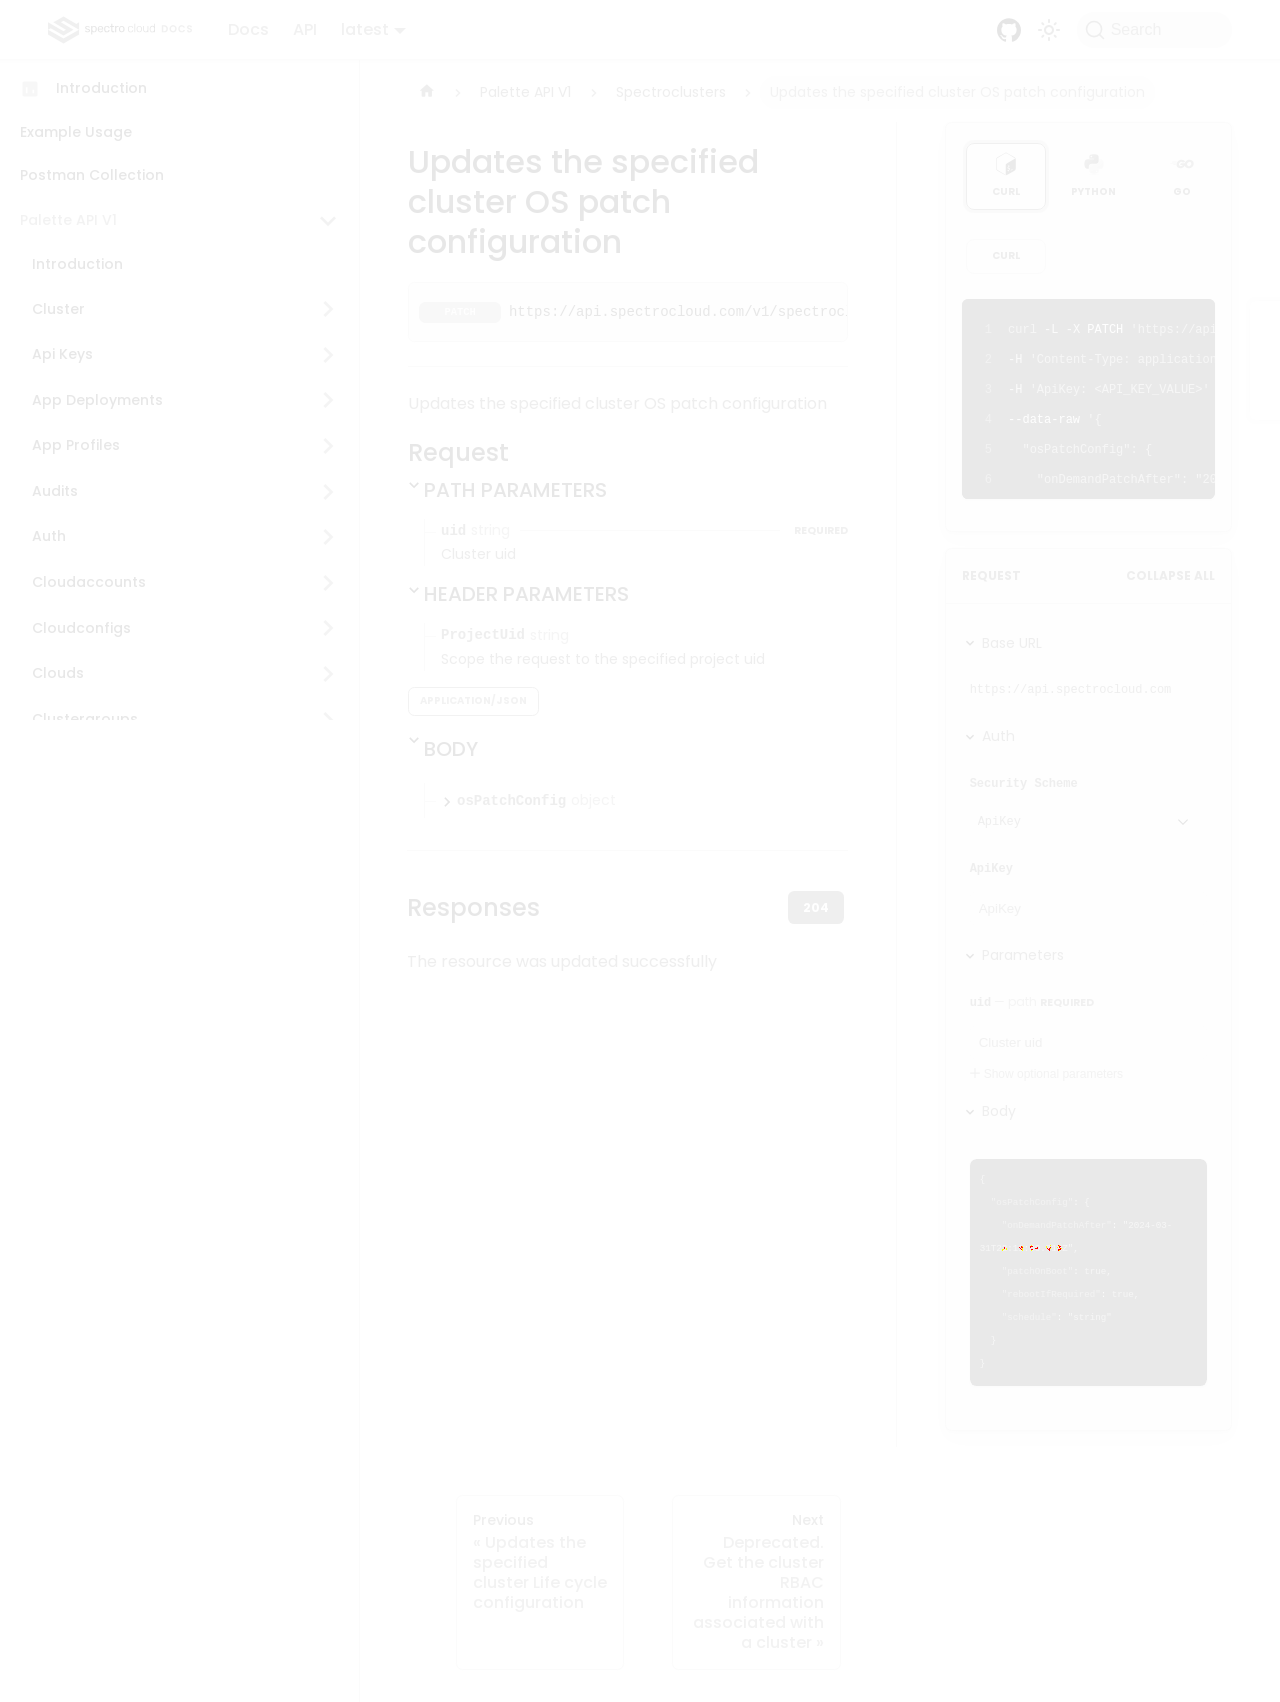 spectro cloud DOCS
Docs
API
latest
Search
Introduction
Example Usage
Postman Collection
Palette API V1
Introduction
Cluster
Api Keys
App Deployments
App Profiles
Audits
Auth
Cloudaccounts
Cloudconfigs
Clouds
Clustergroups
Palette API V1
Spectroclusters
Updates the specified cluster OS patch configuration
Updates the specified
cluster OS patch
configuration
PATCH
https://api.spectrocloud.com/v1/spectroc
Updates the specified cluster OS patch configuration
Request
PATH PARAMETERS
uid string REQUIRED
Cluster uid
HEADER PARAMETERS
ProjectUid string
Scope the request to the specified project uid
APPLICATION/JSON
BODY
osPatchConfig object
Responses
204
The resource was updated successfully
CURL
PYTHON
GO
CURL
1 curl -L -X PATCH 'https://api
2 -H 'Content-Type: application
3 -H 'ApiKey: <API_KEY_VALUE>'
4 --data-raw '{
5 "osPatchConfig": {
6 "onDemandPatchAfter": "20
REQUEST
COLLAPSE ALL
Base URL
https://api.spectrocloud.com
Auth
Security Scheme
ApiKey
ApiKey
ApiKey
Parameters
uid — path REQUIRED
Cluster uid
+ Show optional parameters
Body
{
"osPatchConfig": {
"patchOnBoot": true,
"rebootIfRequired": true,
"schedule": "string"
}
}
Previous
« Updates the
specified
cluster Life cycle
configuration
Next
Deprecated.
Get the cluster
RBAC
information
associated with
a cluster »